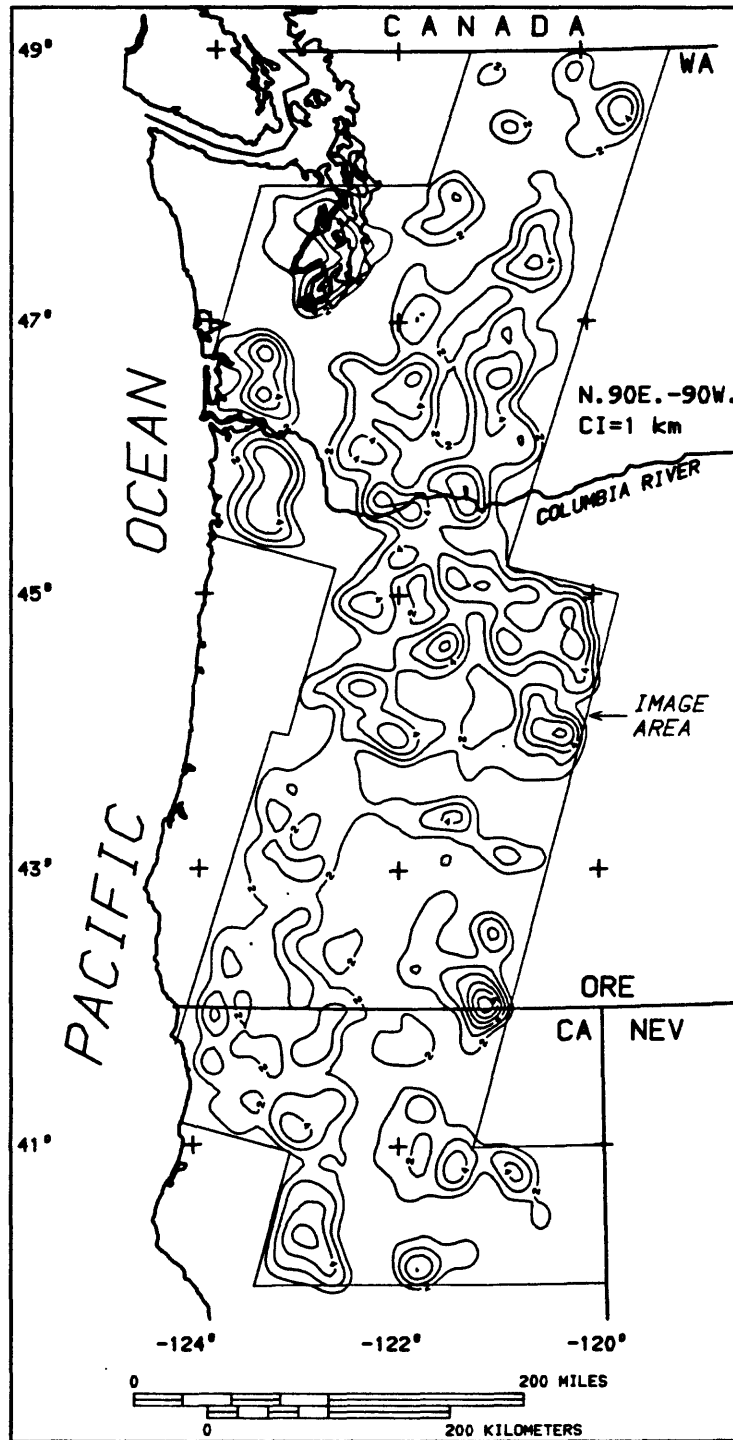 CANADA
49°
WA
47°
N.90E.-90W.
CI=1 km
OCEAN
COLUMBIA RIVER
45°
IMAGE
AREA
PACIFIC
43°
ORE
CA
NEV
41°
-124°
-122°
-120°
0
200 MILES
0
200 KILOMETERS